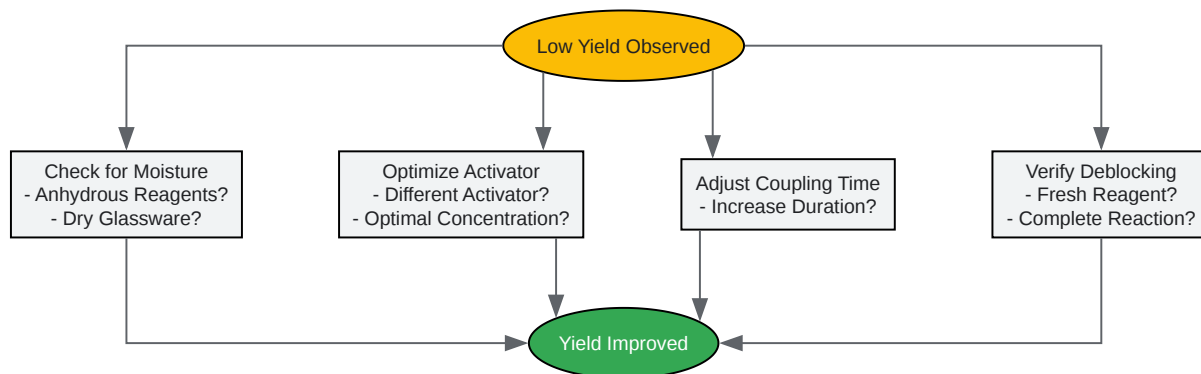 Low Yield Observed
Check for Moisture
- Anhydrous Reagents?
- Dry Glassware?
Optimize Activator
- Different Activator?
- Optimal Concentration?
Adjust Coupling Time
- Increase Duration?
Verify Deblocking
- Fresh Reagent?
- Complete Reaction?
Yield Improved